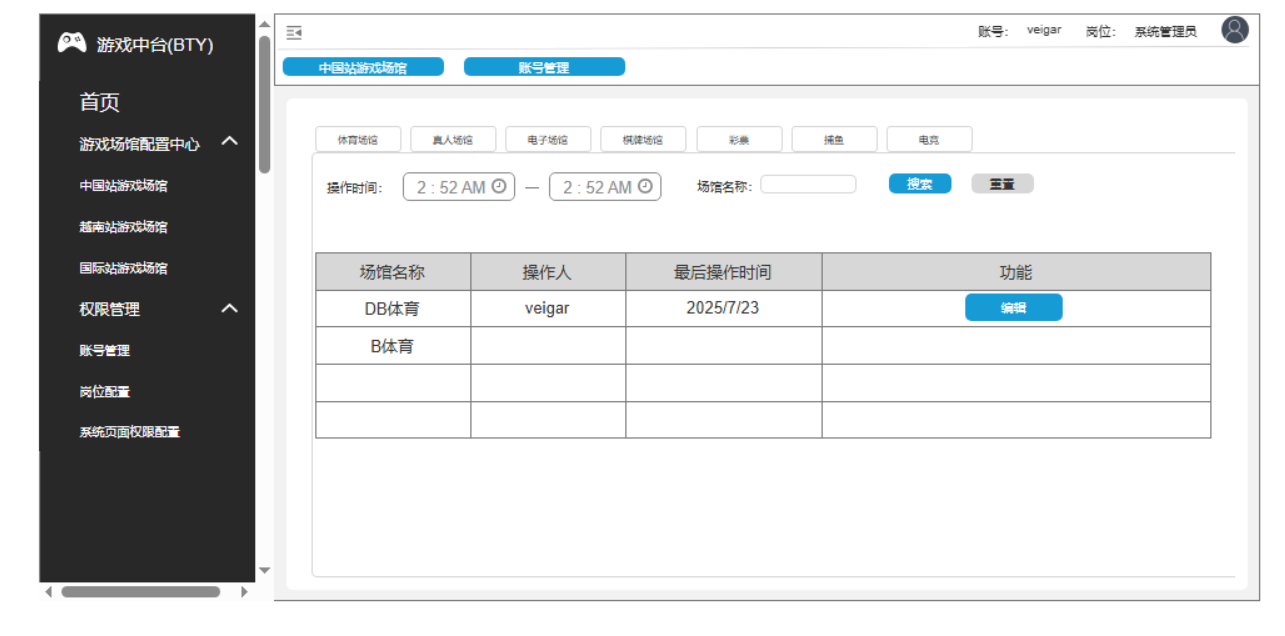 游戏中台(BTY)
账号: veigar 岗位: 系统管理员
中国站游戏场馆 账号管理
首页
游戏场馆配置中心
中国站游戏场馆
越南站游戏场馆
国际站游戏场馆
权限管理
账号管理
岗位配置
系统页面权限配置
体育场馆 真人场馆 电子场馆 棋牌场馆 彩票 捕鱼 电竞
操作时间: 2 : 52 AM — 2 : 52 AM 场馆名称: 搜索 重置
场馆名称 操作人 最后操作时间 功能
DB体育 veigar 2025/7/23 编辑
B体育